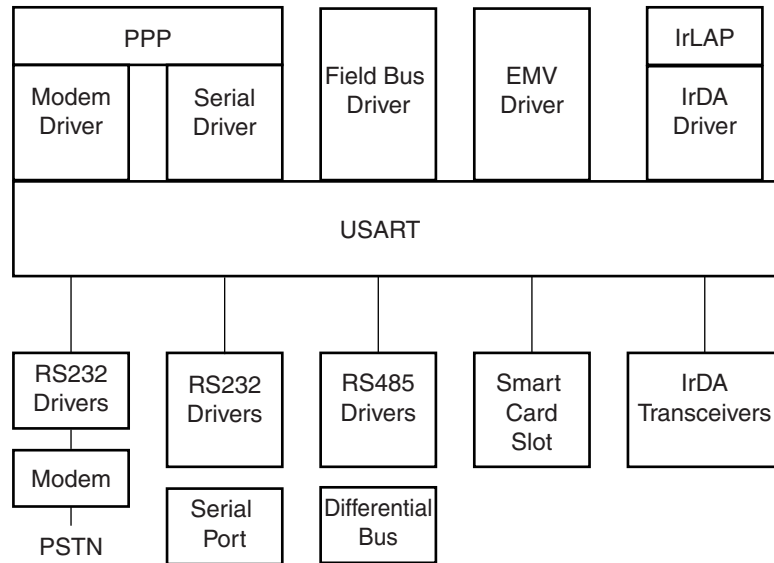 PPP
Modem
Driver
Serial
Driver
Field Bus
Driver
EMV
Driver
IrLAP
IrDA
Driver
USART
RS232
Drivers
Modem
PSTN
RS232
Drivers
Serial
Port
RS485
Drivers
Differential
Bus
Smart
Card
Slot
IrDA
Transceivers